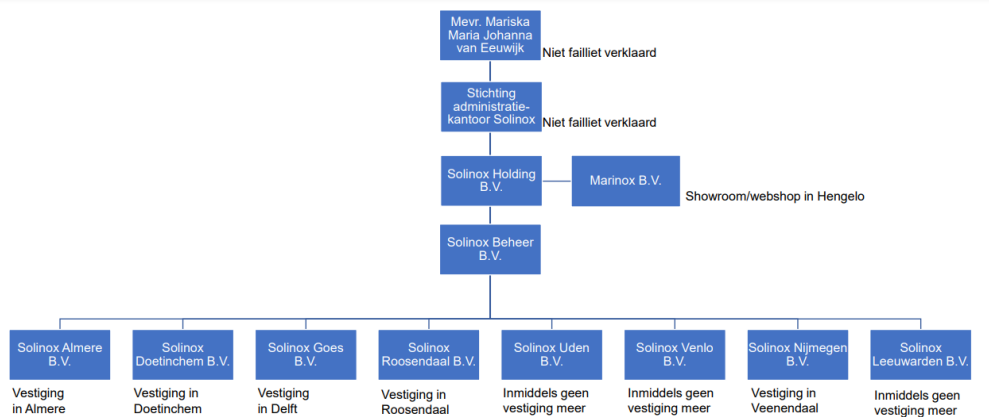 Mevr. Mariska
Maria Johanna
van Eeuwijk
Niet failliet verklaard
Stichting
administratie-
kantoor Solinox
Niet failliet verklaard
Solinox Holding
B.V.
Marinox B.V.
Showroom/webshop in Hengelo
Solinox Beheer
B.V.
Solinox Almere
B.V.
Vestiging
in Almere
Solinox
Doetinchem B.V.
Vestiging in
Doetinchem
Solinox Goes
B.V.
Vestiging
in Delft
Solinox
Roosendaal B.V.
Vestiging in
Roosendaal
Solinox Uden
B.V.
Inmiddels geen
vestiging meer
Solinox Venlo
B.V.
Inmiddels geen
vestiging meer
Solinox Nijmegen
B.V.
Vestiging in
Veenendaal
Solinox
Leeuwarden B.V.
Inmiddels geen
vestiging meer